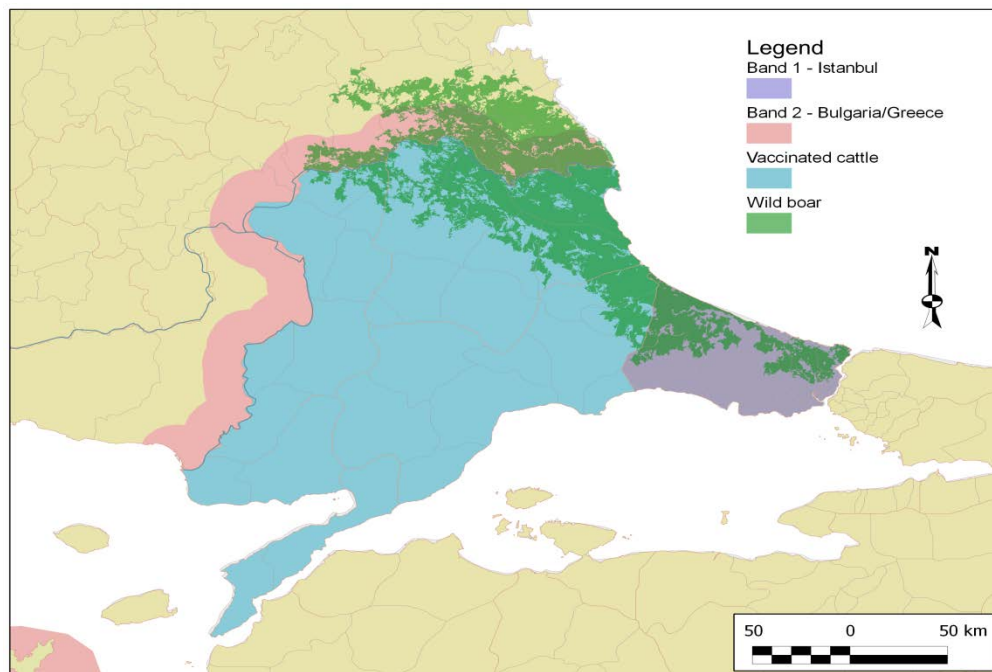 Legend
Band 1 - Istanbul
Band 2 - Bulgaria/Greece
Vaccinated cattle
Wild boar
N
50 0 50 km